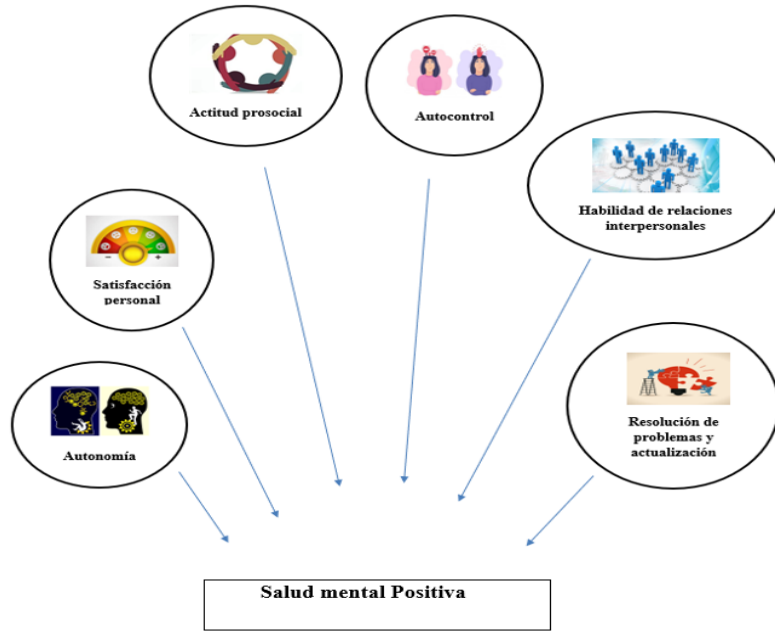 Actitud prosocial
Autocontrol
Habilidad de relaciones
interpersonales
Satisfacción
personal
Resolución de
problemas y
actualización
Autonomía
Salud mental Positiva